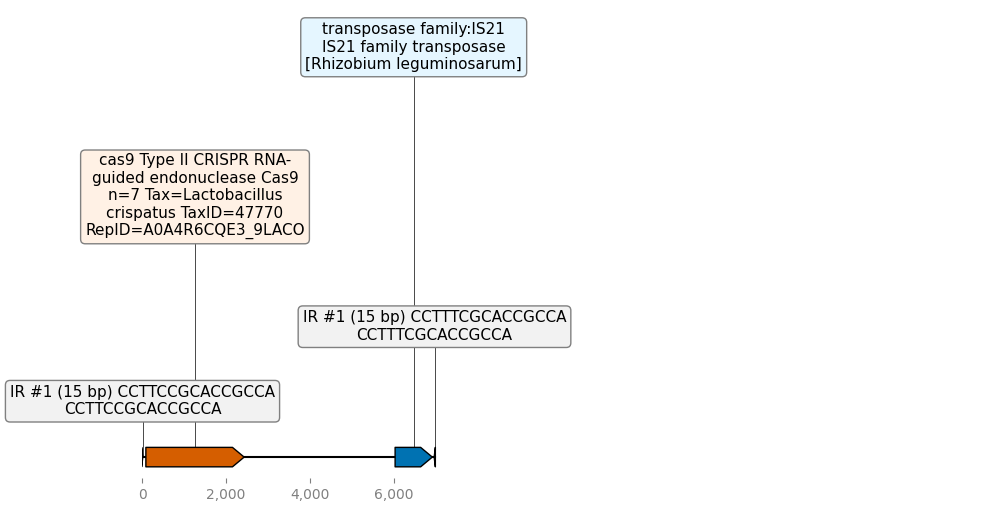 transposase family:IS21
IS21 family transposase
[Rhizobium leguminosarum]
cas9 Type II CRISPR RNA-
guided endonuclease Cas9
n=7 Tax=Lactobacillus
crispatus TaxID=47770
RepID=A0A4R6CQE3_9LACO
IR #1 (15 bp) CCTTTCGCACCGCCA
CCTTTCGCACCGCCA
IR #1 (15 bp) CCTTCCGCACCGCCA
CCTTCCGCACCGCCA
0 2,000 4,000 6,000